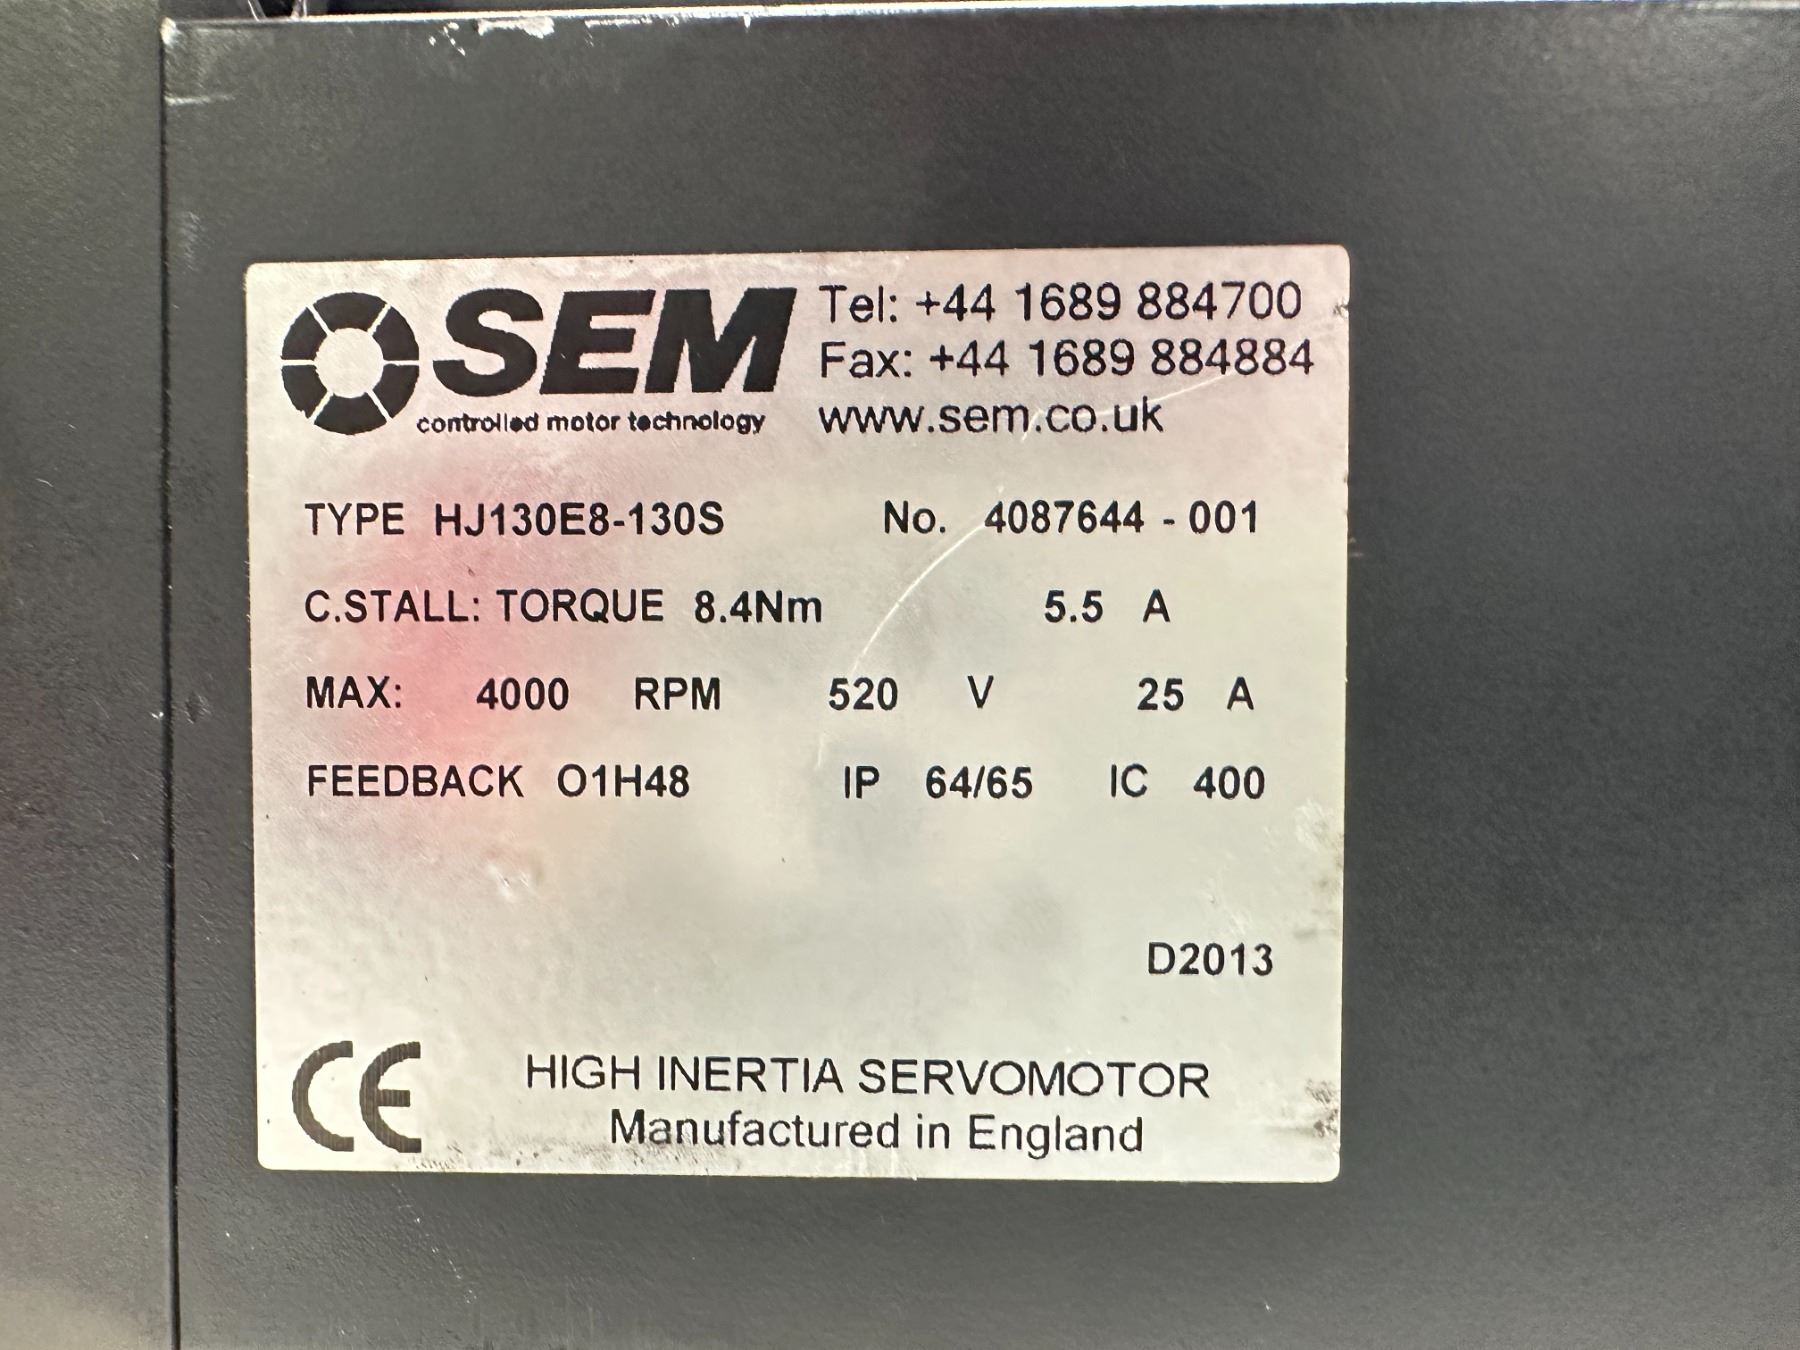 SEM
controlled motor technology
Tel: +44 1689 884700
Fax: +44 1689 884884
www.sem.co.uk
TYPE HJ130E8-130S No. 4087644 - 001
C.STALL: TORQUE 8.4Nm 5.5 A
MAX: 4000 RPM 520 V 25 A
FEEDBACK O1H48 IP 64/65 IC 400
D2013
CE
HIGH INERTIA SERVOMOTOR
Manufactured in England